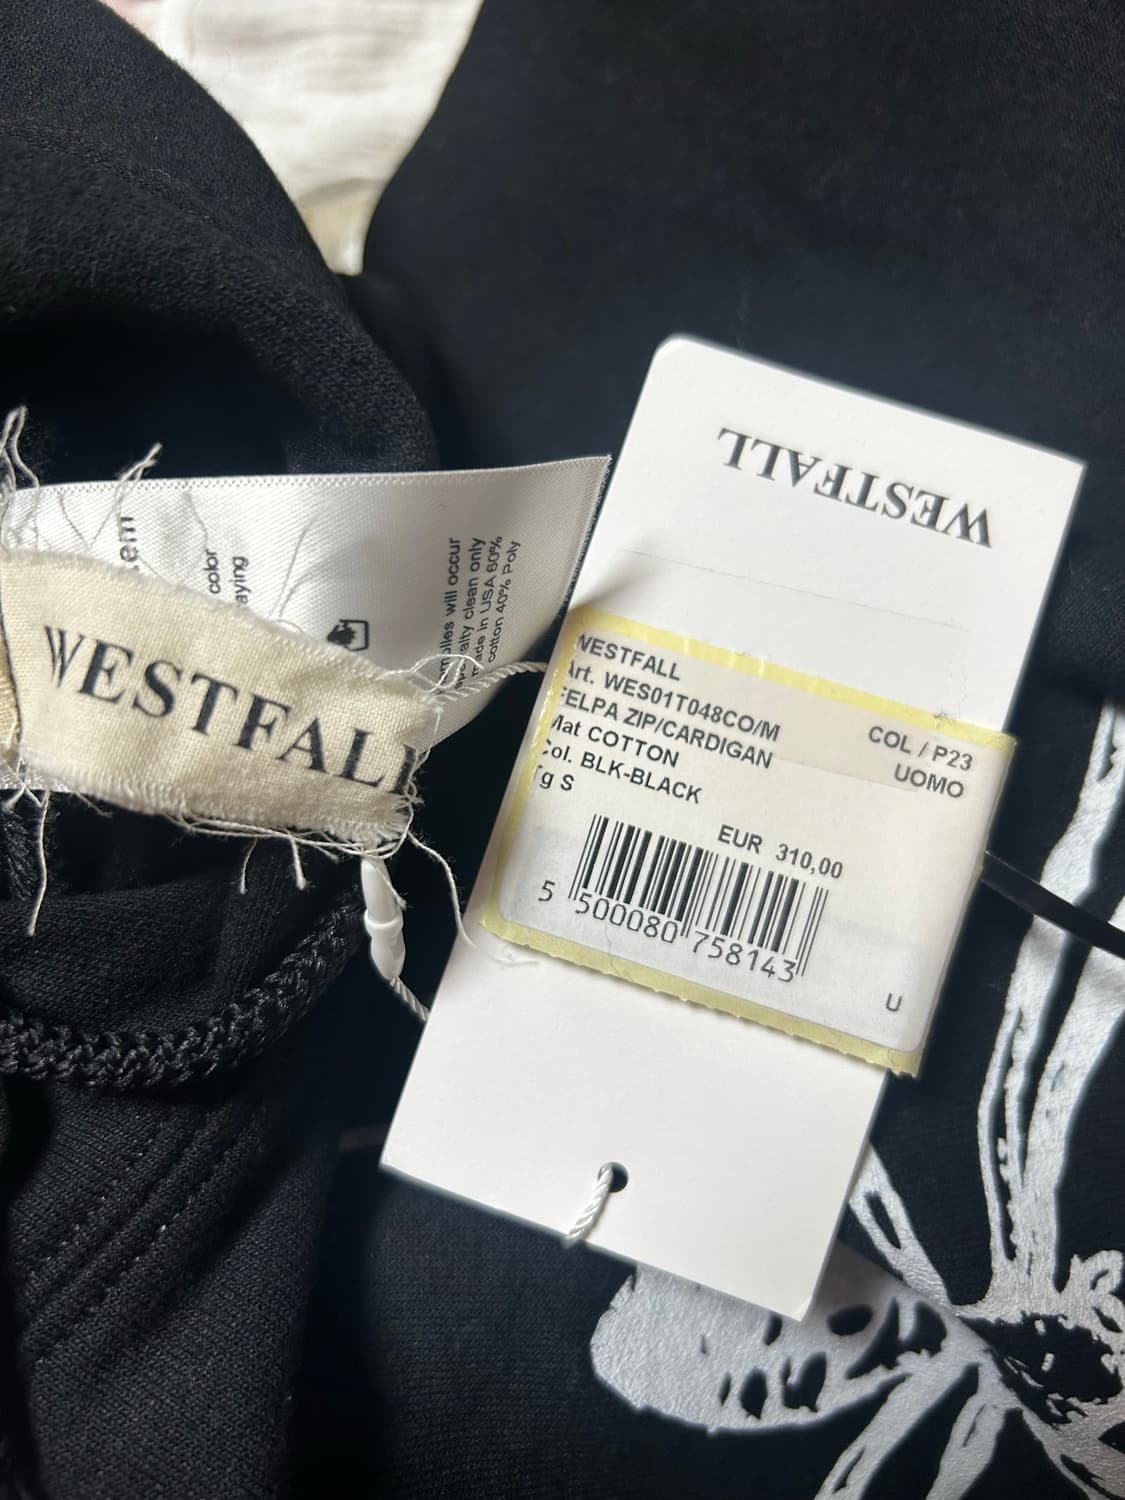 WESTFALL
WESTFALL
Art. WES01T048CO/M
FELPA ZIP/CARDIGAN
Mat COTTON
Col. BLK-BLACK
Tg S
COL / P23
UOMO
EUR 310,00
5 500080 758143
U
WESTFALL
color
will occur
clean only
made in USA 60%
cotton 40% Poly